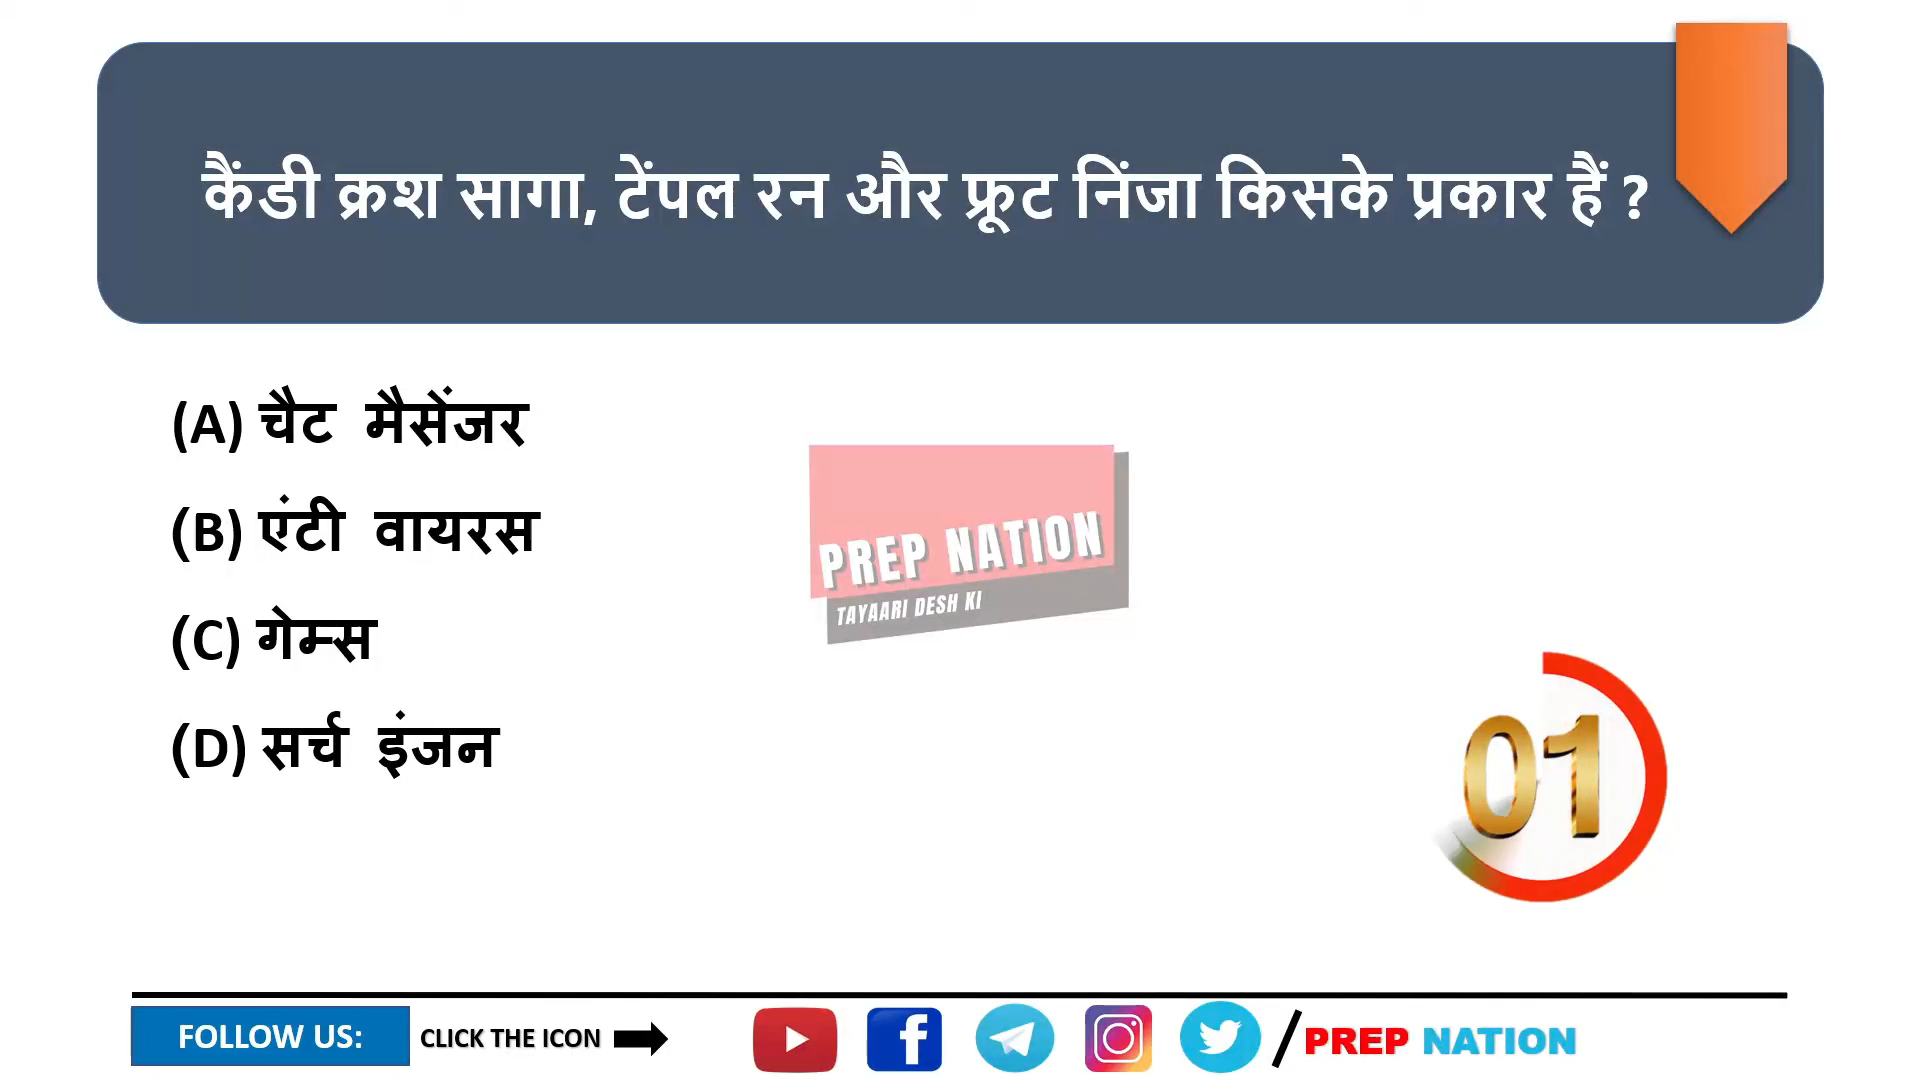 कैंडी क्रश सागा, टेंपल रन और फ्रूट निंजा किसके प्रकार हैं ?
(A) चैट मैसेंजर
(B) एंटी वायरस
(C) गेम्स
(D) सर्च इंजन
PREP NATION
TAYAARI DESH KI
01
FOLLOW US: CLICK THE ICON /PREP NATION